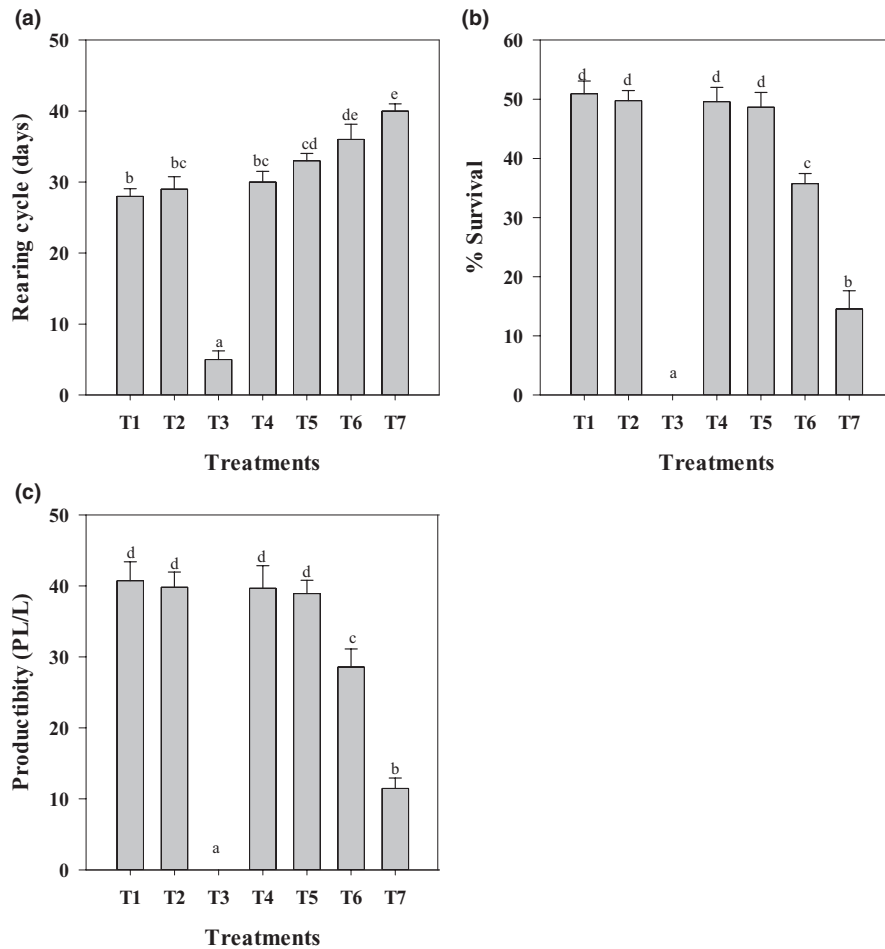 (a)
50
40
30
20
10
0
Rearing cycle (days)
b
bc
a
bc
cd
de
e
T1 T2 T3 T4 T5 T6 T7
Treatments
(b)
60
50
40
30
20
10
0
% Survival
d
d
a
d
d
c
b
T1 T2 T3 T4 T5 T6 T7
Treatments
(c)
50
40
30
20
10
0
Productibity (PL/L)
d
d
a
d
d
c
b
T1 T2 T3 T4 T5 T6 T7
Treatments